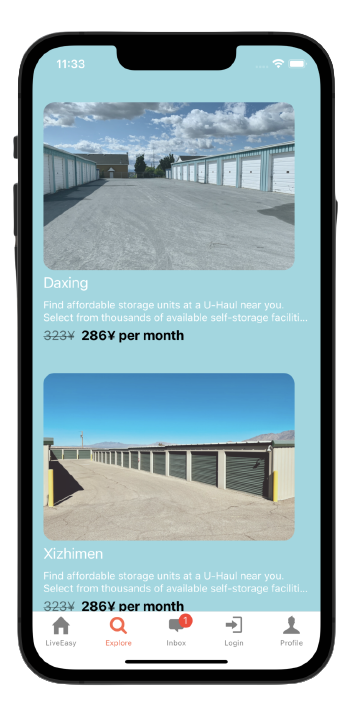 11:33
Daxing
Find affordable storage units at a U-Haul near you.
Select from thousands of available self-storage faciliti...
323¥ 286¥ per month
Xizhimen
Find affordable storage units at a U-Haul near you.
Select from thousands of available self-storage faciliti...
323¥ 286¥ per month
1
LiveEasy Explore Inbox Login Profile